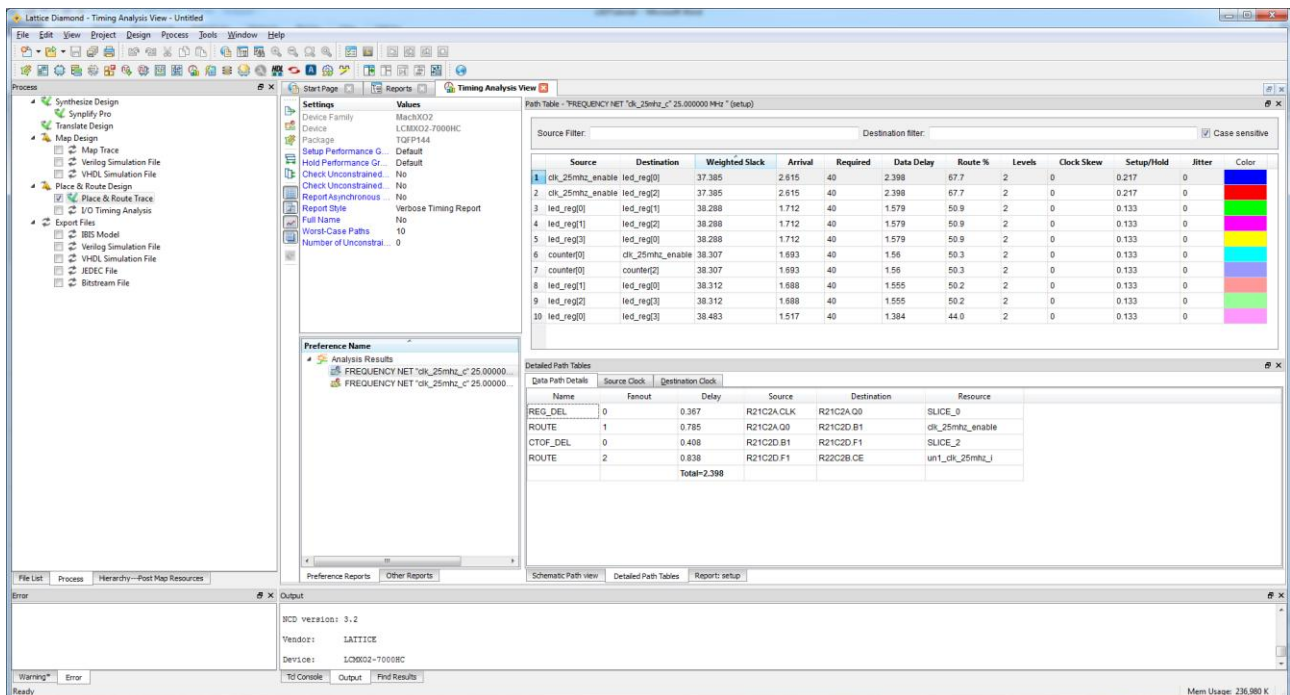 Lattice Diamond - Timing Analysis View - Untitled
File Edit View Project Design Process Tools Window Help
Process
Start Page Reports Timing Analysis View
Synthesize Design
Synplify Pro
Translate Design
Map Design
Map Trace
Verilog Simulation File
VHDL Simulation File
Place & Route Design
Place & Route Trace
I/O Timing Analysis
Export Files
IBIS Model
Verilog Simulation File
VHDL Simulation File
JEDEC File
Bitstream File
File List Process Hierarchy---Post Map Resources
Settings Values
Device Family MachXO2
Device LCMXO2-7000HC
Package TQFP144
Setup Performance G... Default
Hold Performance Gr... Default
Check Unconstrained... No
Check Unconstrained... No
Report Asynchronous ... No
Report Style Verbose Timing Report
Full Name No
Worst-Case Paths 10
Number of Unconstrai... 0
Preference Name
Analysis Results
FREQUENCY NET "clk_25mhz_c" 25.00000...
FREQUENCY NET "clk_25mhz_c" 25.00000...
Preference Reports Other Reports
Path Table - "FREQUENCY NET "clk_25mhz_c" 25.000000 MHz " (setup)
Source Filter: Destination filter: Case sensitive
Source Destination Weighted Slack Arrival Required Data Delay Route % Levels Clock Skew Setup/Hold Jitter Color
1 clk_25mhz_enable led_reg[0] 37.385 2.615 40 2.398 67.7 2 0 0.217 0
2 clk_25mhz_enable led_reg[2] 37.385 2.615 40 2.398 67.7 2 0 0.217 0
3 led_reg[0] led_reg[1] 38.288 1.712 40 1.579 50.9 2 0 0.133 0
4 led_reg[1] led_reg[2] 38.288 1.712 40 1.579 50.9 2 0 0.133 0
5 led_reg[3] led_reg[0] 38.288 1.712 40 1.579 50.9 2 0 0.133 0
6 counter[0] clk_25mhz_enable 38.307 1.693 40 1.56 50.3 2 0 0.133 0
7 counter[0] counter[2] 38.307 1.693 40 1.56 50.3 2 0 0.133 0
8 led_reg[1] led_reg[0] 38.312 1.688 40 1.555 50.2 2 0 0.133 0
9 led_reg[2] led_reg[3] 38.312 1.688 40 1.555 50.2 2 0 0.133 0
10 led_reg[0] led_reg[3] 38.483 1.517 40 1.384 44.0 2 0 0.133 0
Detailed Path Tables
Data Path Details Source Clock Destination Clock
Name Fanout Delay Source Destination Resource
REG_DEL 0 0.367 R21C2A.CLK R21C2A.Q0 SLICE_0
ROUTE 1 0.785 R21C2A.Q0 R21C2D.B1 clk_25mhz_enable
CTOF_DEL 0 0.408 R21C2D.B1 R21C2D.F1 SLICE_2
ROUTE 2 0.838 R21C2D.F1 R22C2B.CE un1_clk_25mhz_i
Total=2.398
Schematic Path view Detailed Path Tables Report: setup
Error
Warning* Error
Output
NCD version: 3.2
Vendor: LATTICE
Device: LCMXO2-7000HC
Tcl Console Output Find Results
Ready
Mem Usage: 236,980 K